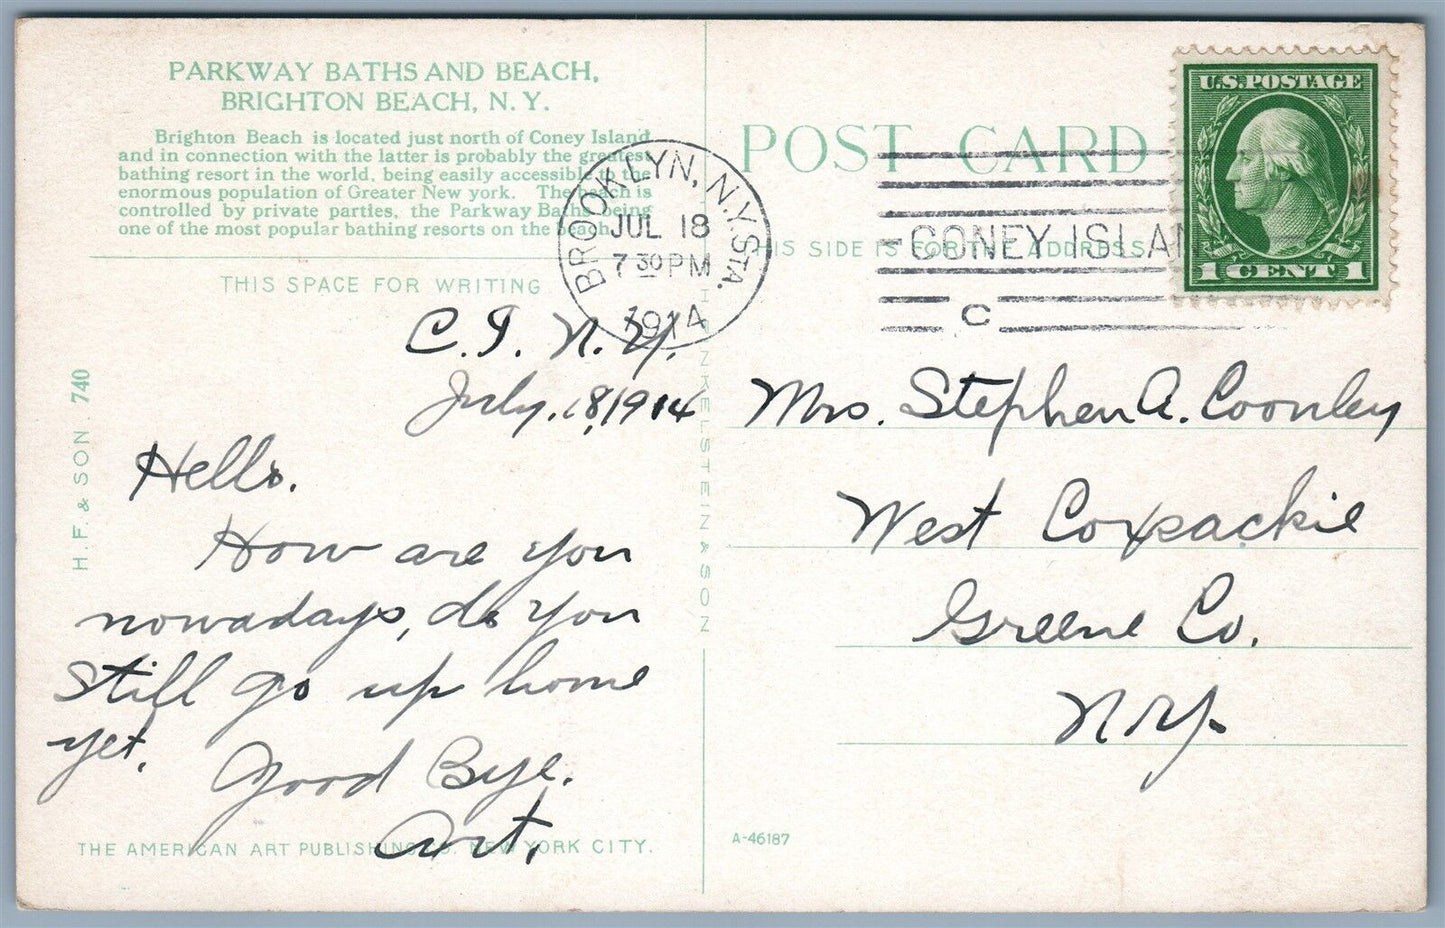 PARKWAY BATHS AND BEACH,
BRIGHTON BEACH, N. Y.
Brighton Beach is located just north of Coney Island
and in connection with the latter is probably the greatest
bathing resort in the world, being easily accessible to the
enormous population of Greater New york. The beach is
controlled by private parties, the Parkway Baths being
one of the most popular bathing resorts on the beach.
THIS SPACE FOR WRITING
C. I. N. Y.
July, 18, 1914
Hello.
How are you
nowadays, do you
still go up home
yet.
Good Bye.
Art.
THE AMERICAN ART PUBLISHING CO. NEW YORK CITY.
H. F. & SON. 740
H. FINKELSTEIN & SON
BROOKLYN, N.Y. STA.
JUL 18
7 30 PM
1914
CONEY ISLAN
C
POST CARD
THIS SIDE IS FOR THE ADDRESS
U.S. POSTAGE
1 CENT 1
Mrs. Stephen A. Coonley
West Coxsackie
Greene Co.
N. Y.
A-46187